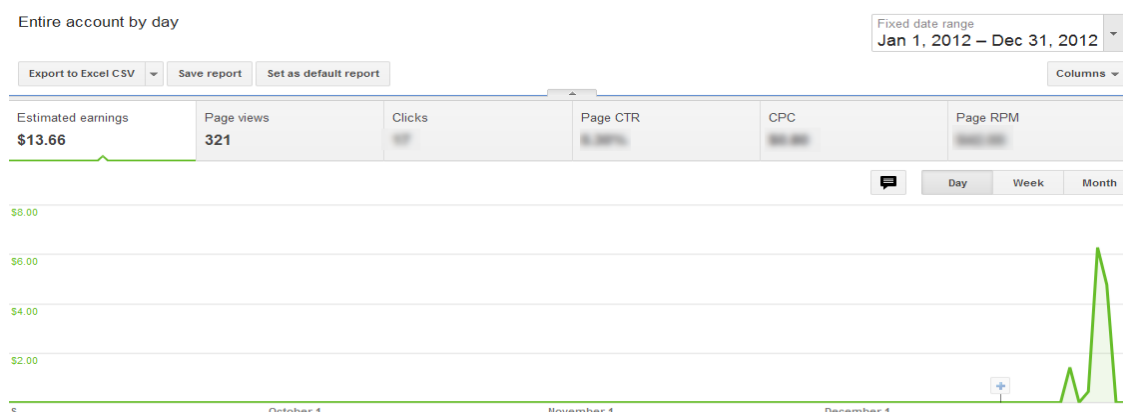 Entire account by day
Fixed date range
Jan 1, 2012 – Dec 31, 2012
Export to Excel CSV Save report Set as default report Columns
Estimated earnings Page views Clicks Page CTR CPC Page RPM
$13.66 321
Day Week Month
$8.00
$6.00
$4.00
$2.00
October 1 November 1 December 1